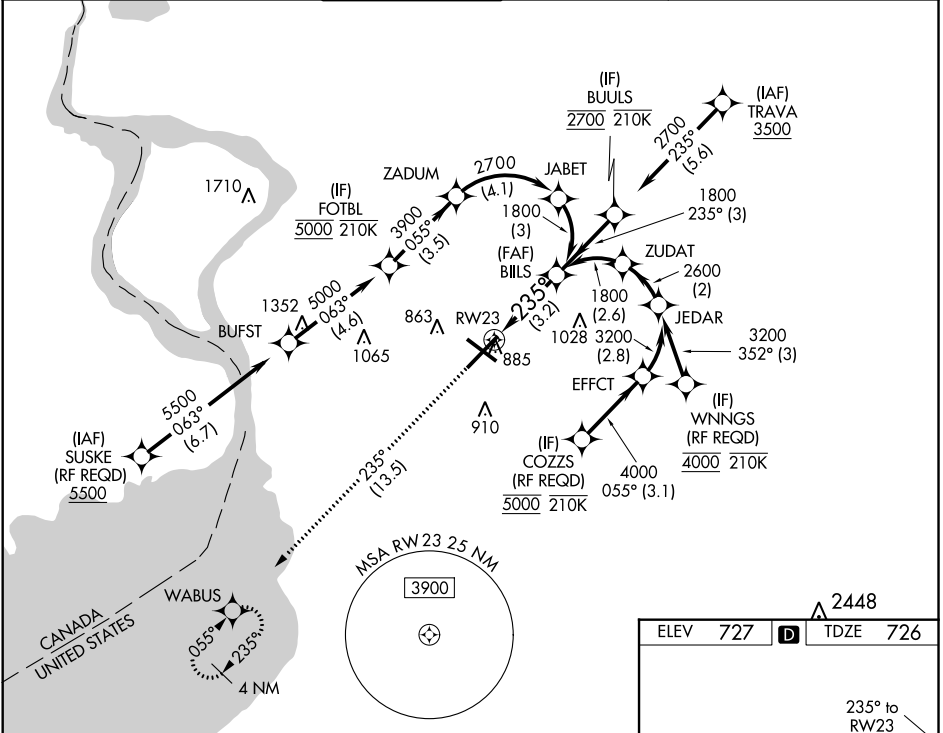 (IF)
BUULS
2700 210K
(IAF)
TRAVA
3500
2700
235°
(5.6)
ZADUM
2700
(4.1)
JABET
1710
(IF)
FOTBL
5000 210K
3900
055°
(3.5)
1800
(3)
1800
235° (3)
(FAF)
BIILS
ZUDAT
2600
(2)
1800
(2.6)
JEDAR
1352
5000
063°
(4.6)
BUFST
1065
863
RW23
235°
(3.2)
885
1028
3200
(2.8)
3200
352° (3)
EFFCT
910
(IF)
WNNGS
(RF REQD)
4000 210K
5500
063°
(6.7)
(IAF)
SUSKE
(RF REQD)
5500
(IF)
COZZS
(RF REQD)
5000 210K
4000
055° (3.1)
235°
(13.5)
MSA RW23 25 NM
3900
WABUS
055°
235°
4 NM
CANADA
UNITED STATES
2448
ELEV 727 D TDZE 726
235° to
RW23